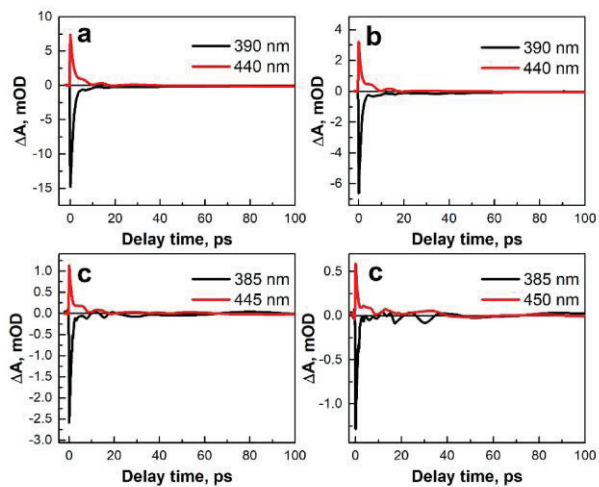 a
390 nm
440 nm
ΔA, mOD
10
5
0
-5
-10
-15
0 20 40 60 80 100
Delay time, ps
b
390 nm
440 nm
ΔA, mOD
4
2
0
-2
-4
-6
0 20 40 60 80 100
Delay time, ps
c
385 nm
445 nm
ΔA, mOD
1.0
0.5
0.0
-0.5
-1.0
-1.5
-2.0
-2.5
-3.0
0 20 40 60 80 100
Delay time, ps
c
385 nm
450 nm
ΔA, mOD
0.5
0.0
-0.5
-1.0
0 20 40 60 80 100
Delay time, ps